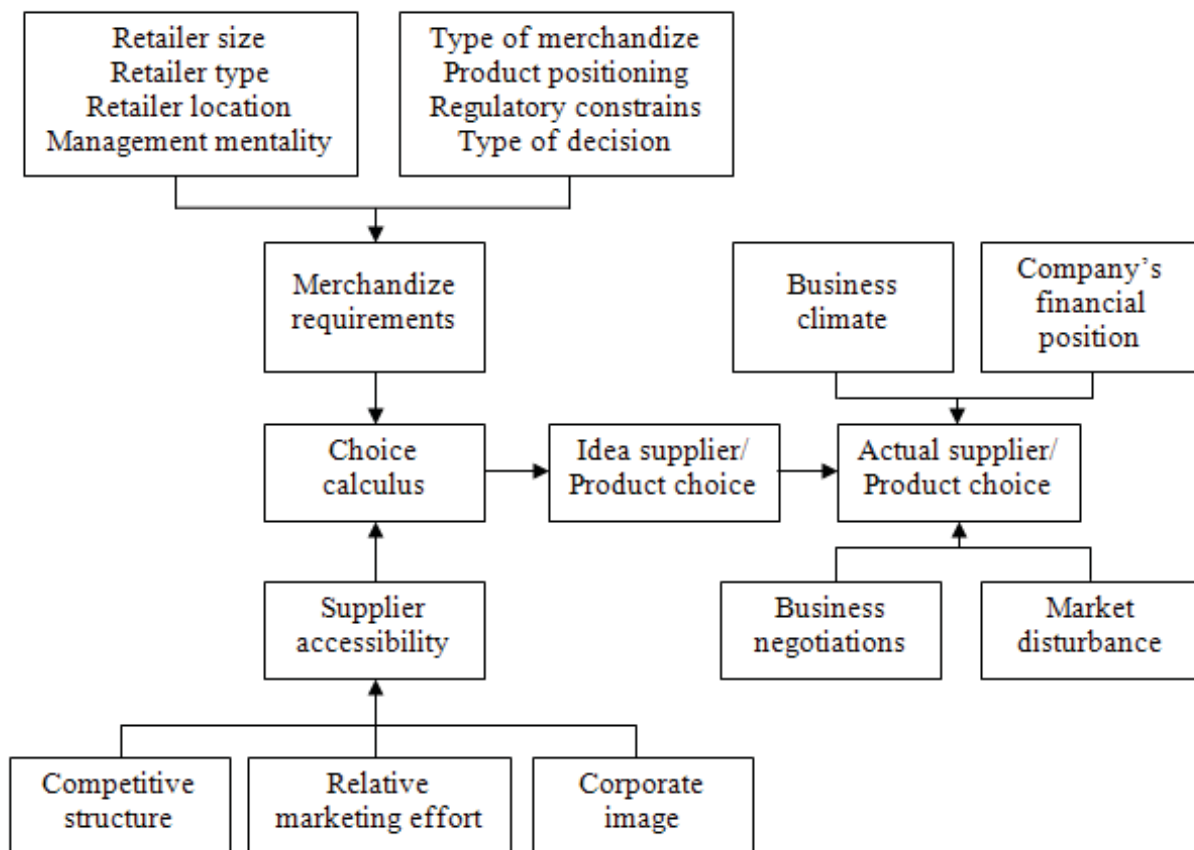 Retailer size
Retailer type
Retailer location
Management mentality
Type of merchandize
Product positioning
Regulatory constrains
Type of decision
Merchandize
requirements
Business
climate
Company’s
financial
position
Choice
calculus
Idea supplier/
Product choice
Actual supplier/
Product choice
Supplier
accessibility
Business
negotiations
Market
disturbance
Competitive
structure
Relative
marketing effort
Corporate
image